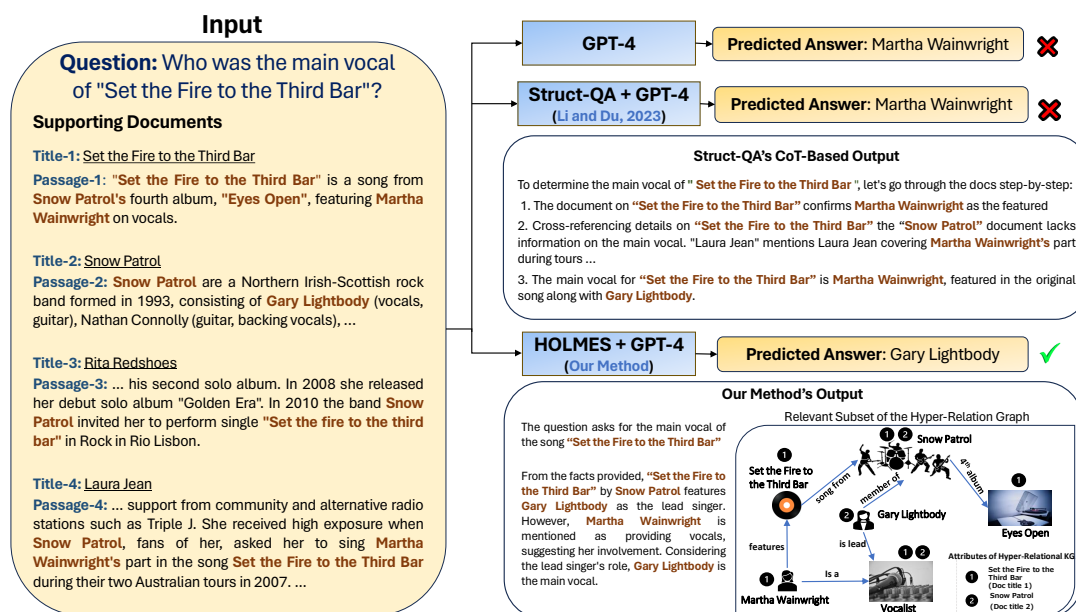 Input
Question: Who was the main vocal
of "Set the Fire to the Third Bar"?
Supporting Documents
Title-1: Set the Fire to the Third Bar
Passage-1: "Set the Fire to the Third Bar" is a song from
Snow Patrol's fourth album, "Eyes Open", featuring Martha
Wainwright on vocals.
Title-2: Snow Patrol
Passage-2: Snow Patrol are a Northern Irish-Scottish rock
band formed in 1993, consisting of Gary Lightbody (vocals,
guitar), Nathan Connolly (guitar, backing vocals), ...
Title-3: Rita Redshoes
Passage-3: ... his second solo album. In 2008 she released
her debut solo album "Golden Era". In 2010 the band Snow
Patrol invited her to perform single "Set the fire to the third
bar" in Rock in Rio Lisbon.
Title-4: Laura Jean
Passage-4: ... support from community and alternative radio
stations such as Triple J. She received high exposure when
Snow Patrol, fans of her, asked her to sing Martha
Wainwright's part in the song Set the Fire to the Third Bar
during their two Australian tours in 2007. ...
GPT-4
Predicted Answer: Martha Wainwright
Struct-QA + GPT-4
(Li and Du, 2023)
Predicted Answer: Martha Wainwright
Struct-QA's CoT-Based Output
To determine the main vocal of " Set the Fire to the Third Bar ", let's go through the docs step-by-step:
1. The document on “Set the Fire to the Third Bar” confirms Martha Wainwright as the featured
2. Cross-referencing details on “Set the Fire to the Third Bar” the “Snow Patrol” document lacks
information on the main vocal. "Laura Jean" mentions Laura Jean covering Martha Wainwright's part
during tours ...
3. The main vocal for “Set the Fire to the Third Bar” is Martha Wainwright, featured in the original
song along with Gary Lightbody.
HOLMES + GPT-4
(Our Method)
Predicted Answer: Gary Lightbody
Our Method's Output
The question asks for the main vocal of
the song “Set the Fire to the Third Bar”
From the facts provided, “Set the Fire to
the Third Bar” by Snow Patrol features
Gary Lightbody as the lead singer.
However, Martha Wainwright is
mentioned as providing vocals,
suggesting her involvement. Considering
the lead singer's role, Gary Lightbody is
the main vocal.
Relevant Subset of the Hyper-Relation Graph
1 2
Snow Patrol
1
Set the Fire to
the Third Bar
song from
member of
4th album
1
Eyes Open
2
Gary Lightbody
is lead
features
1 2
1
Is a
Martha Wainwright
Vocalist
Attributes of Hyper-Relational KG
1 Set the Fire to the
Third Bar
(Doc title 1)
2 Snow Patrol
(Doc title 2)